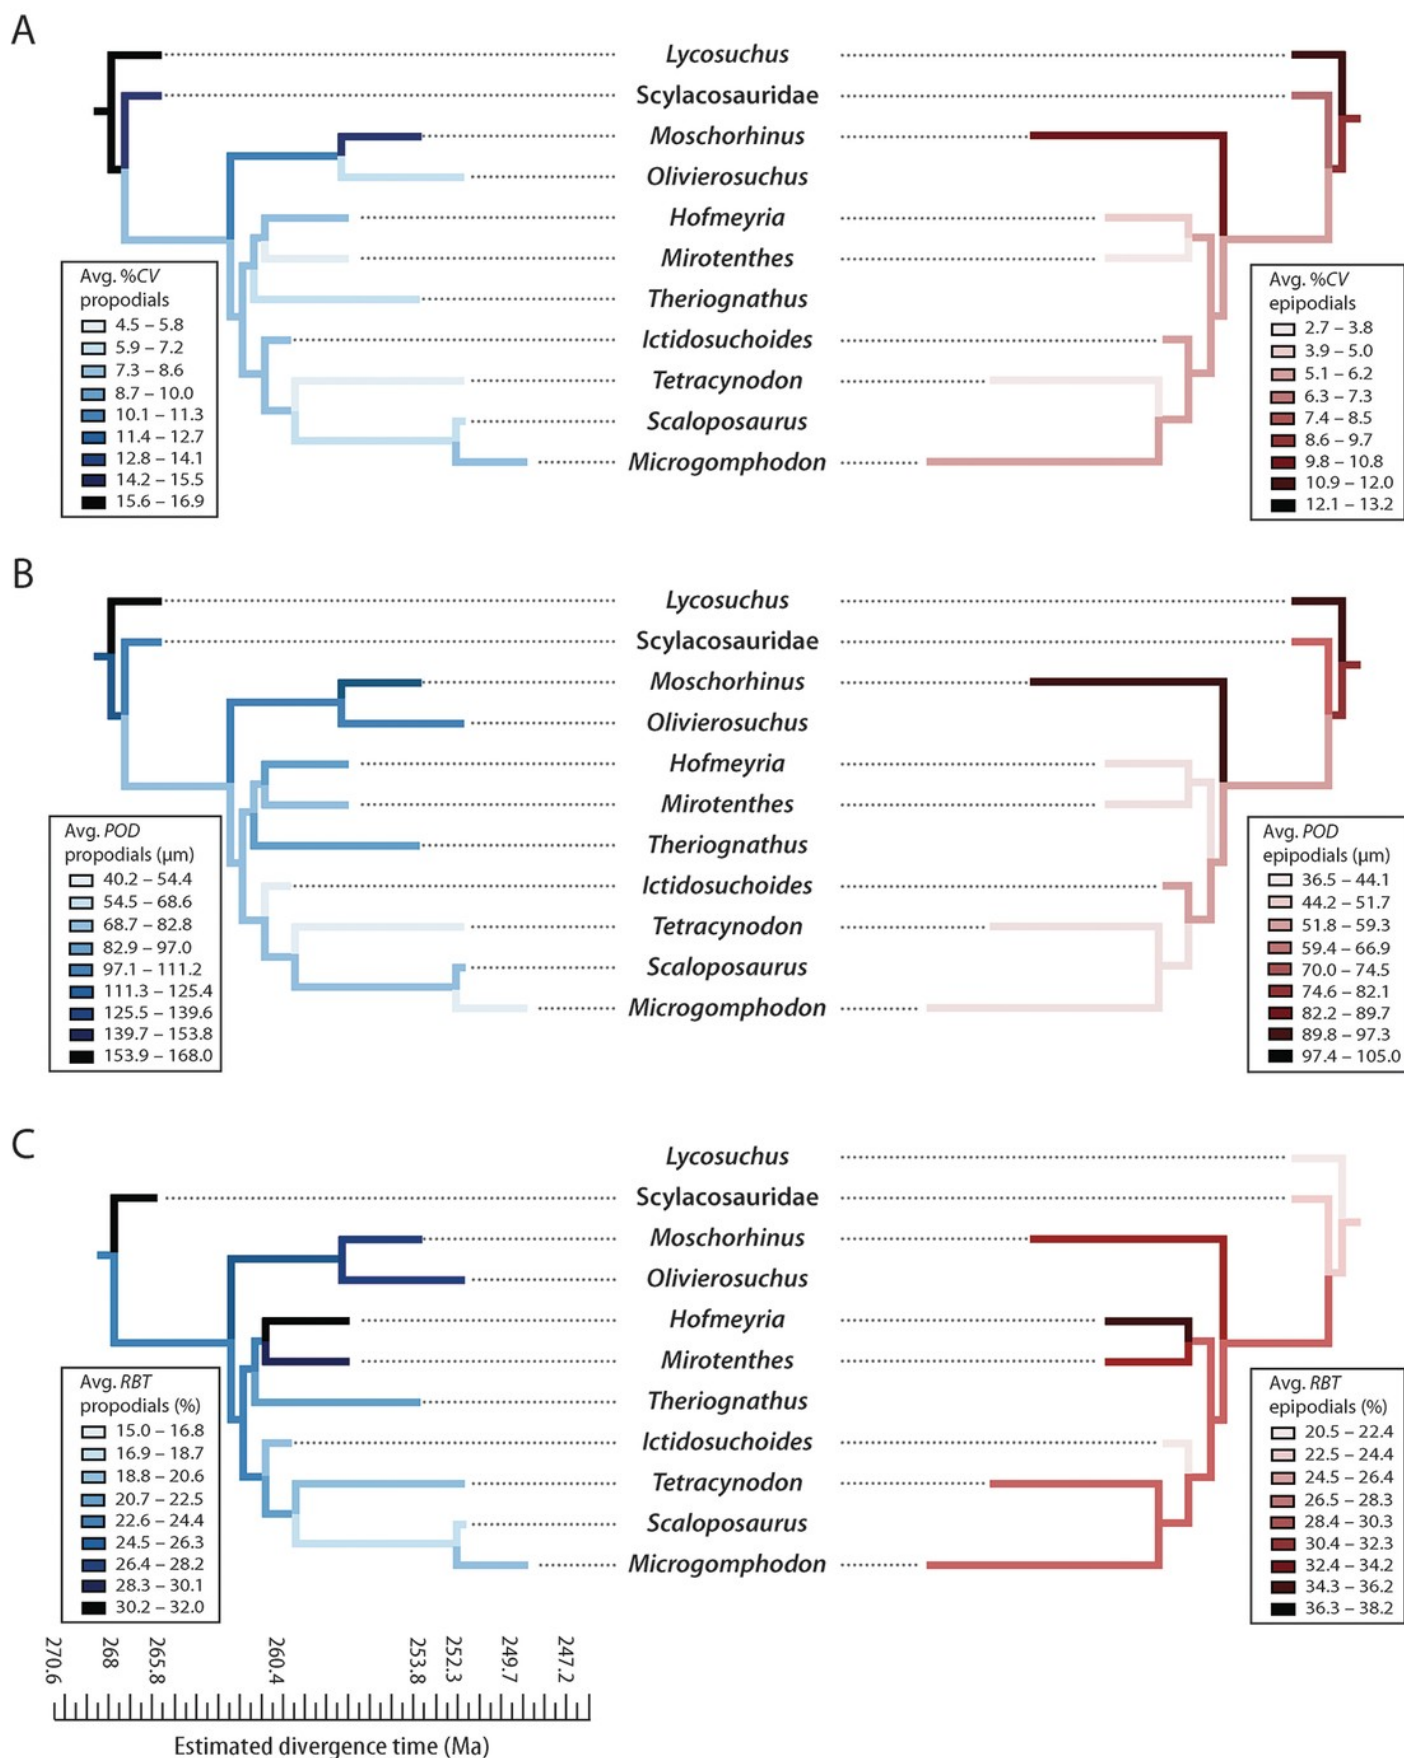 A
Lycosuchus
Scylacosauridae
Moschorhinus
Olivierosuchus
Hofmeyria
Mirotenthes
Theriognathus
Ictidosuchoides
Tetracynodon
Scaloposaurus
Microgomphodon
Avg. %CV
propodials
4.5 – 5.8
5.9 – 7.2
7.3 – 8.6
8.7 – 10.0
10.1 – 11.3
11.4 – 12.7
12.8 – 14.1
14.2 – 15.5
15.6 – 16.9
Avg. %CV
epipodials
2.7 – 3.8
3.9 – 5.0
5.1 – 6.2
6.3 – 7.3
7.4 – 8.5
8.6 – 9.7
9.8 – 10.8
10.9 – 12.0
12.1 – 13.2
B
Lycosuchus
Scylacosauridae
Moschorhinus
Olivierosuchus
Hofmeyria
Mirotenthes
Theriognathus
Ictidosuchoides
Tetracynodon
Scaloposaurus
Microgomphodon
Avg. POD
propodials (µm)
40.2 – 54.4
54.5 – 68.6
68.7 – 82.8
82.9 – 97.0
97.1 – 111.2
111.3 – 125.4
125.5 – 139.6
139.7 – 153.8
153.9 – 168.0
Avg. POD
epipodials (µm)
36.5 – 44.1
44.2 – 51.7
51.8 – 59.3
59.4 – 66.9
70.0 – 74.5
74.6 – 82.1
82.2 – 89.7
89.8 – 97.3
97.4 – 105.0
C
Lycosuchus
Scylacosauridae
Moschorhinus
Olivierosuchus
Hofmeyria
Mirotenthes
Theriognathus
Ictidosuchoides
Tetracynodon
Scaloposaurus
Microgomphodon
Avg. RBT
propodials (%)
15.0 – 16.8
16.9 – 18.7
18.8 – 20.6
20.7 – 22.5
22.6 – 24.4
24.5 – 26.3
26.4 – 28.2
28.3 – 30.1
30.2 – 32.0
Avg. RBT
epipodials (%)
20.5 – 22.4
22.5 – 24.4
24.5 – 26.4
26.5 – 28.3
28.4 – 30.3
30.4 – 32.3
32.4 – 34.2
34.3 – 36.2
36.3 – 38.2
270.6 268 265.8 260.4 253.8 252.3 249.7 247.2
Estimated divergence time (Ma)